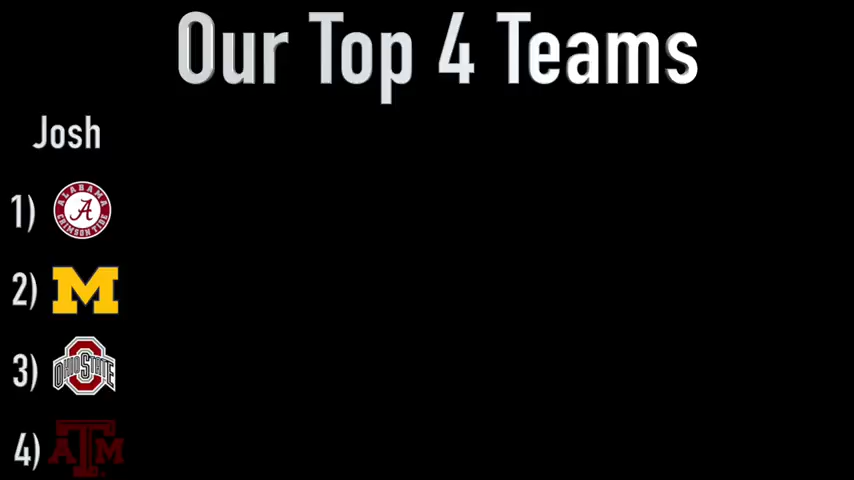 Our Top 4 Teams
Josh
1) ALABAMA A CRIMSON TIDE
2) M
3) OHIO STATE
4) ATM